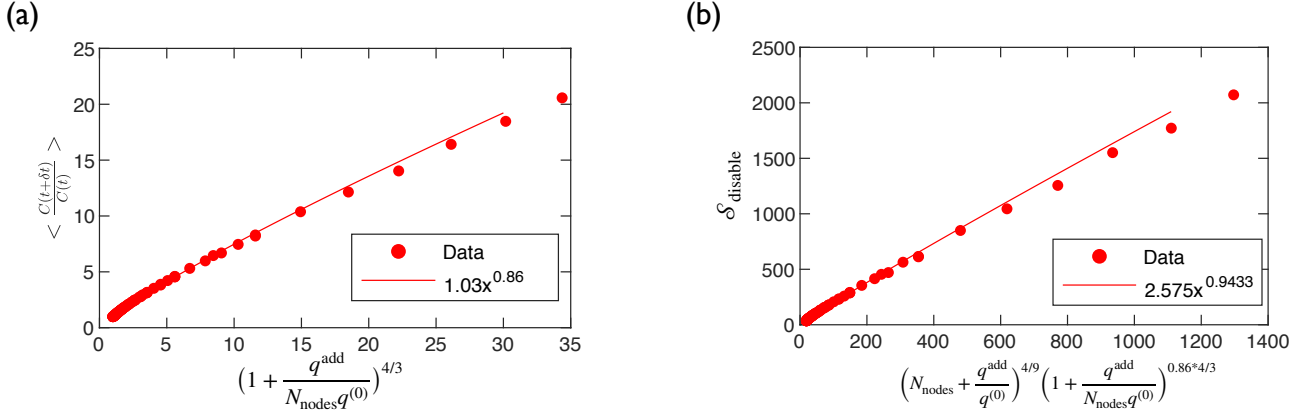 (a)
25
20
15
10
5
0
< C(t+δt)/C(t) >
Data
1.03x^0.86
0 5 10 15 20 25 30 35
(1 + q^add/N_nodes q^(0))^4/3
(b)
2500
2000
1500
1000
500
0
𝒮_disable
Data
2.575x^0.9433
0 200 400 600 800 1000 1200 1400
(N_nodes + q^add/q^(0))^4/9 (1 + q^add/N_nodes q^(0))^0.86*4/3